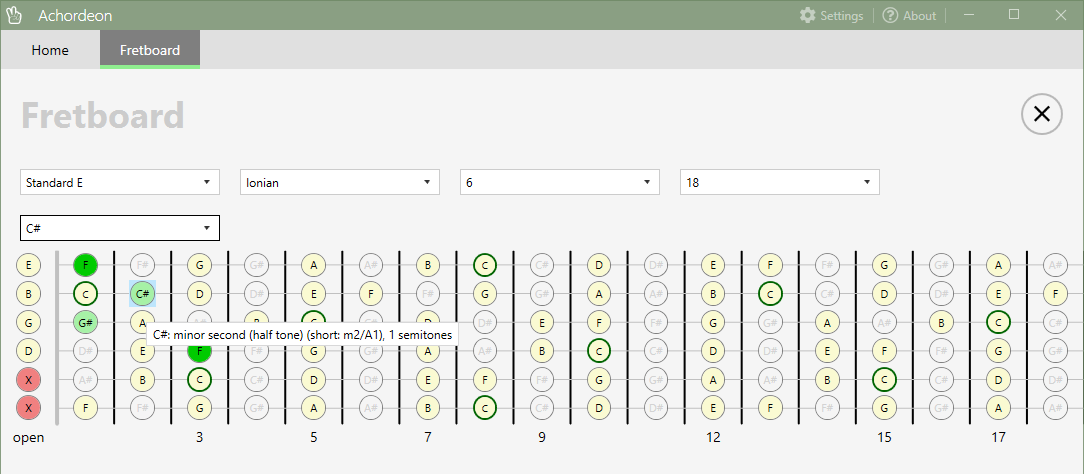 Achordeon
Settings
About
Home
Fretboard
Fretboard
Standard E
Ionian
6
18
C#
E F F# G G# A A# B C C# D D# E F F# G G# A A#
B C C# D D# E F F# G G# A A# B C C# D D# E F
G G# A A# B C C# D D# E F F# G G# A A# B C C#
C#: minor second (half tone) (short: m2/A1), 1 semitones
D D# E F F# G G# A A# B C C# D D# E F F# G G#
X A# B C C# D D# E F F# G G# A A# B C C# D D#
X F F# G G# A A# B C C# D D# E F F# G G# A A#
open 3 5 7 9 12 15 17